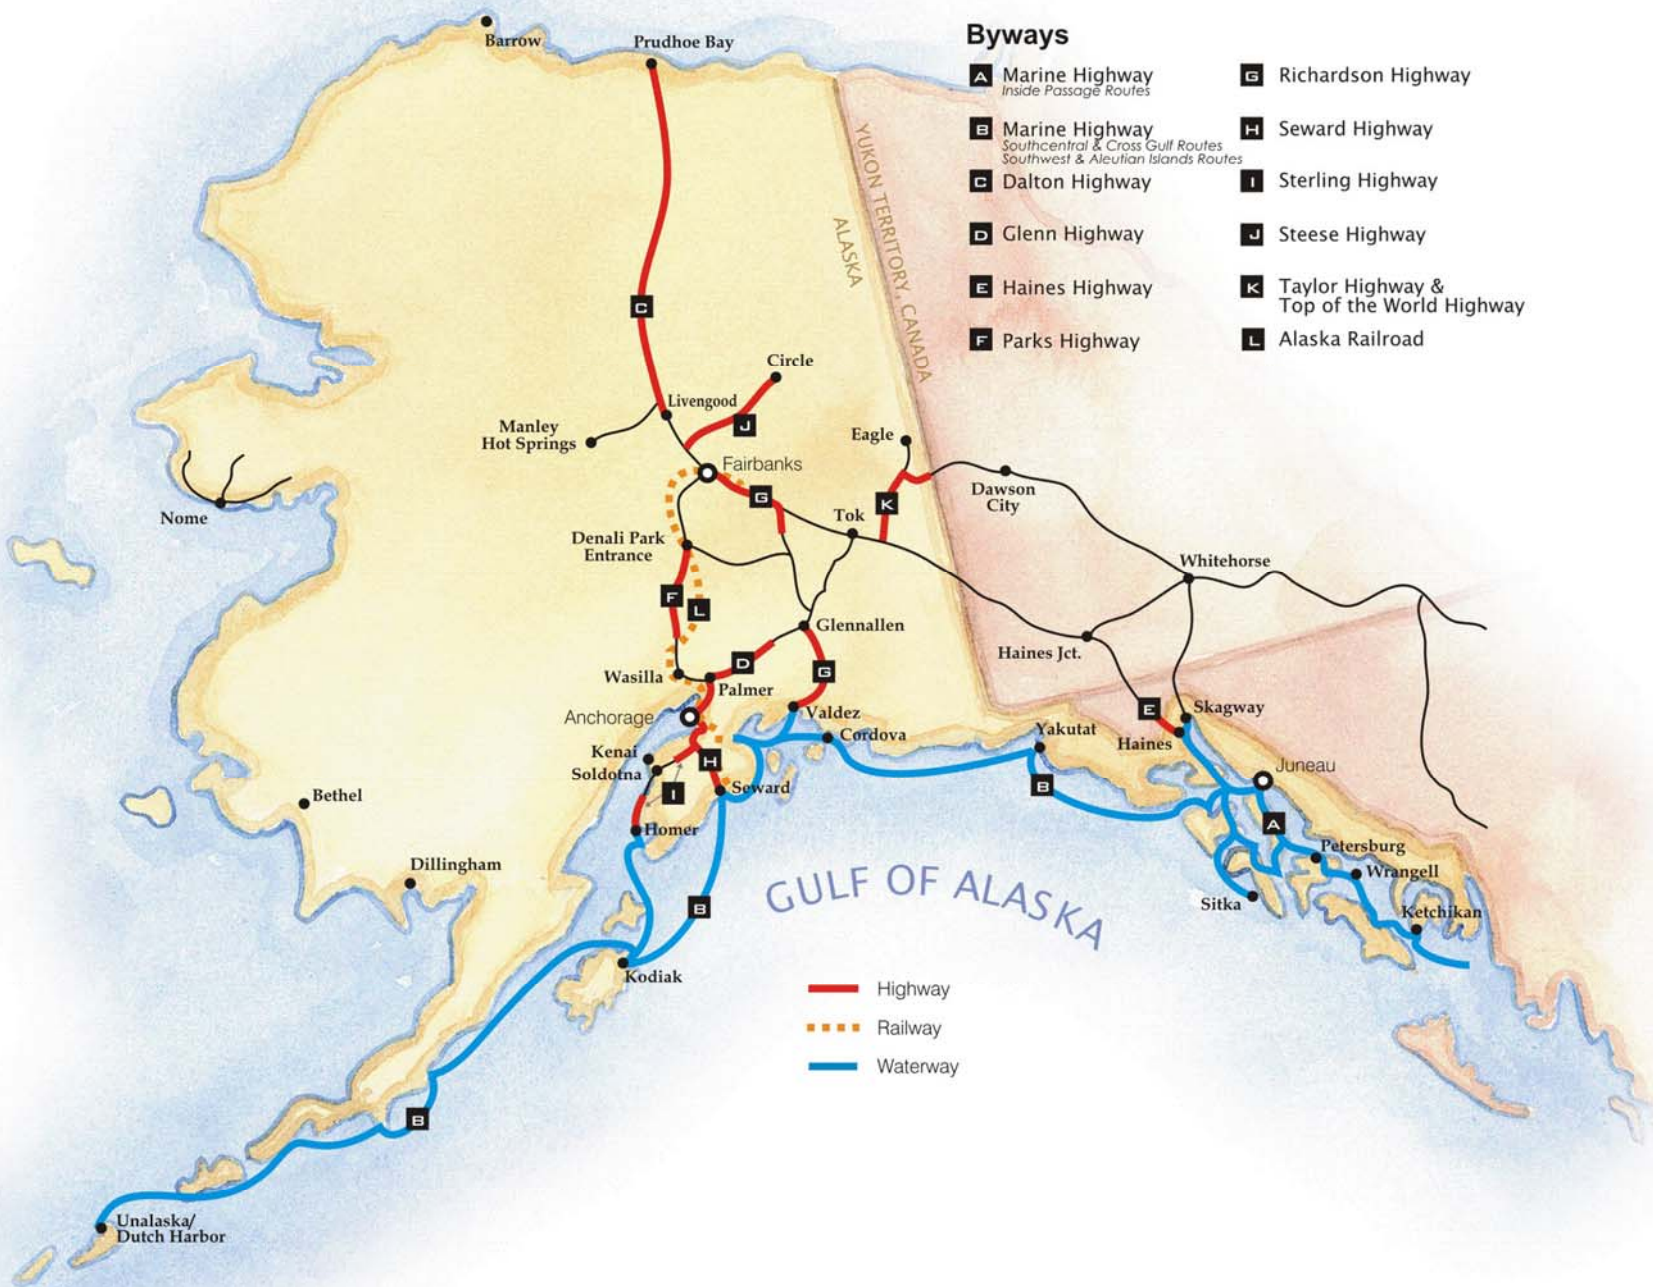 Byways
A Marine Highway
Inside Passage Routes
B Marine Highway
Southcentral & Cross Gulf Routes
Southwest & Aleutian Islands Routes
C Dalton Highway
D Glenn Highway
E Haines Highway
F Parks Highway
G Richardson Highway
H Seward Highway
I Sterling Highway
J Steese Highway
K Taylor Highway &
Top of the World Highway
L Alaska Railroad
Barrow
Prudhoe Bay
YUKON TERRITORY, CANADA
ALASKA
C
Circle
Livengood
J
Manley
Hot Springs
Eagle
Fairbanks
Dawson
City
G
K
Nome
Tok
Denali Park
Entrance
Whitehorse
F
L
Glennallen
Haines Jct.
D
G
Wasilla
Palmer
E
Skagway
Anchorage
Valdez
Cordova
Yakutat
Haines
Kenai
Soldotna
H
Juneau
B
Seward
I
Bethel
Homer
A
Petersburg
Dillingham
Wrangell
GULF OF ALASKA
Sitka
B
Ketchikan
Kodiak
Highway
Railway
Waterway
B
Unalaska/
Dutch Harbor